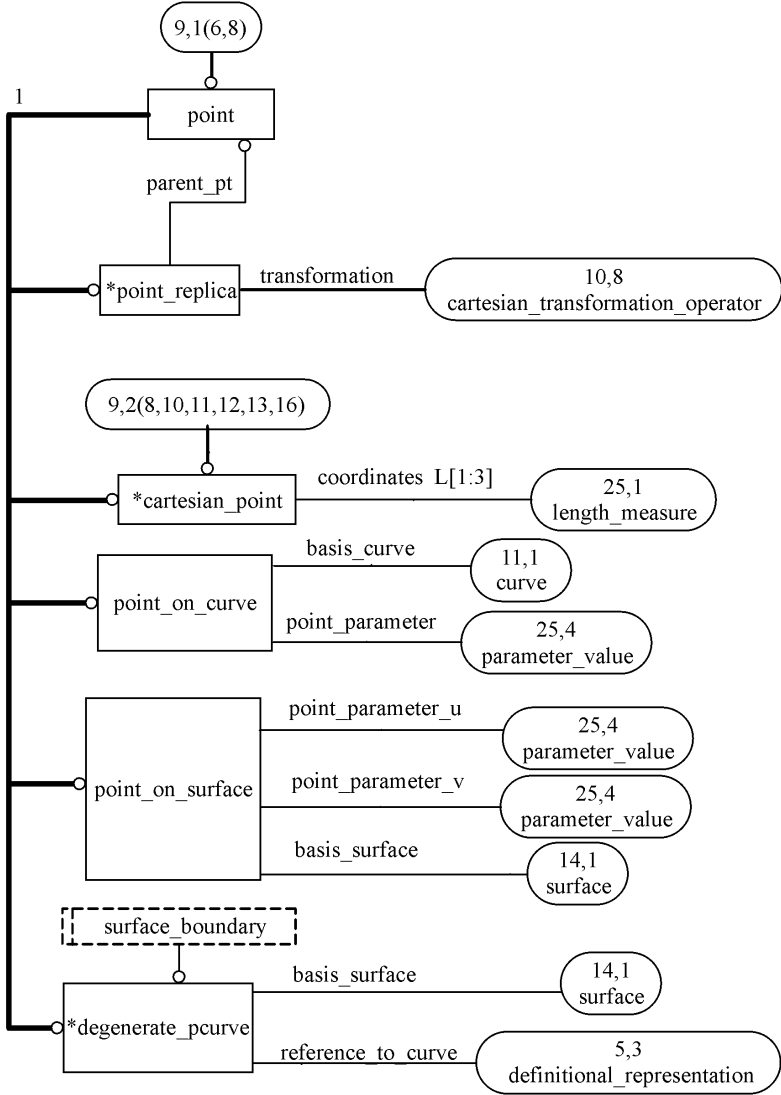 9,1(6,8)
1
point
parent_pt
*point_replica
transformation
10,8
cartesian_transformation_operator
9,2(8,10,11,12,13,16)
*cartesian_point
coordinates L[1:3]
25,1
length_measure
point_on_curve
basis_curve
11,1
curve
point_parameter
25,4
parameter_value
point_on_surface
point_parameter_u
25,4
parameter_value
point_parameter_v
25,4
parameter_value
basis_surface
14,1
surface
surface_boundary
*degenerate_pcurve
basis_surface
14,1
surface
reference_to_curve
5,3
definitional_representation